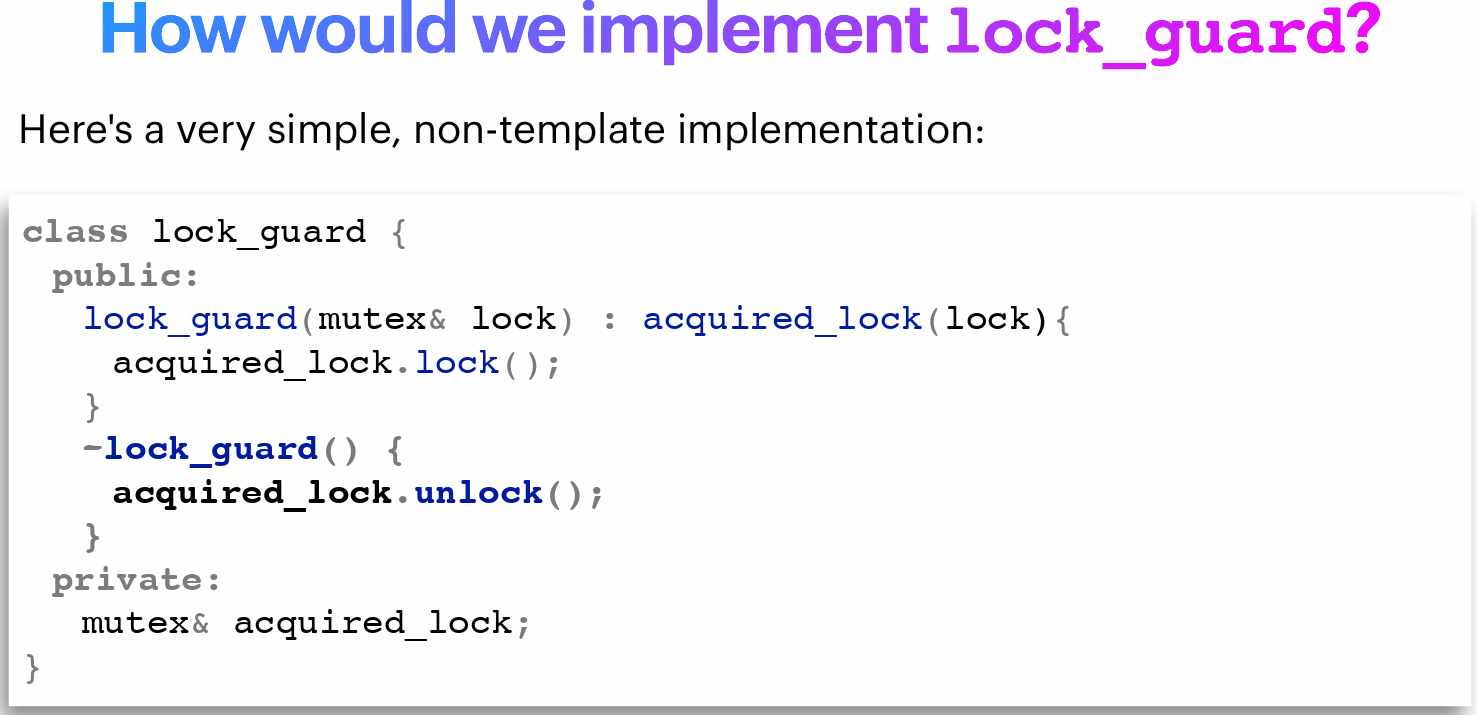 How would we implement lock_guard?
Here's a very simple, non-template implementation:
class lock_guard {
public:
lock_guard(mutex& lock) : acquired_lock(lock){
acquired_lock.lock();
}
~lock_guard() {
acquired_lock.unlock();
}
private:
mutex& acquired_lock;
}